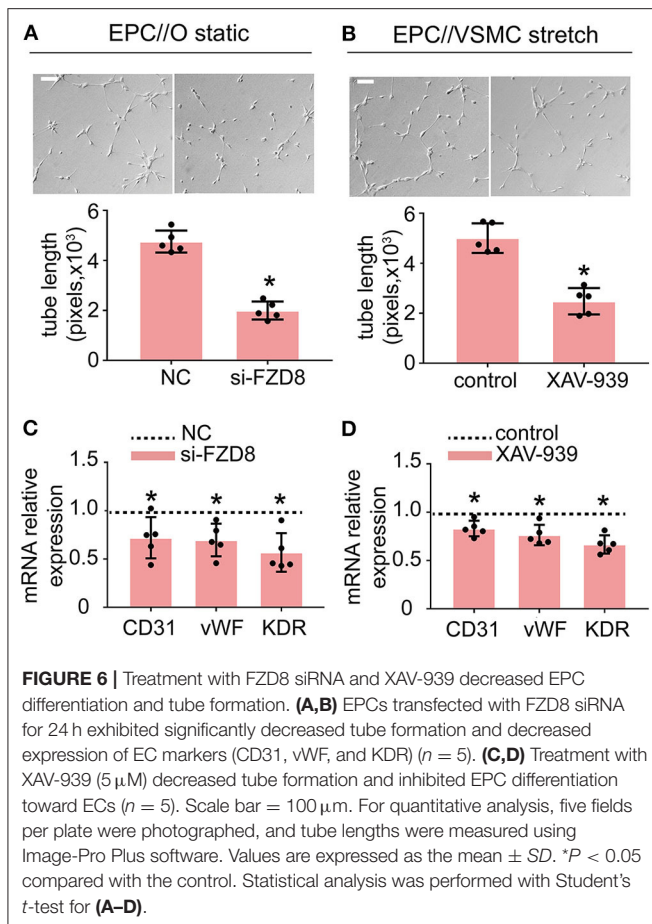 A
EPC//O static
B
EPC//VSMC stretch
tube length
(pixels,x10³)
6
4
2
0
*
NC
si-FZD8
tube length
(pixels,x10³)
6
4
2
0
*
control
XAV-939
C
NC
si-FZD8
mRNA relative
expression
1.5
1.0
0.5
0
* * *
CD31 vWF KDR
D
control
XAV-939
mRNA relative
expression
1.5
1.0
0.5
0
* * *
CD31 vWF KDR
FIGURE 6 | Treatment with FZD8 siRNA and XAV-939 decreased EPC
differentiation and tube formation. (A,B) EPCs transfected with FZD8 siRNA
for 24 h exhibited significantly decreased tube formation and decreased
expression of EC markers (CD31, vWF, and KDR) (n = 5). (C,D) Treatment with
XAV-939 (5 μM) decreased tube formation and inhibited EPC differentiation
toward ECs (n = 5). Scale bar = 100 μm. For quantitative analysis, five fields
per plate were photographed, and tube lengths were measured using
Image-Pro Plus software. Values are expressed as the mean ± SD. *P < 0.05
compared with the control. Statistical analysis was performed with Student's
t-test for (A–D).